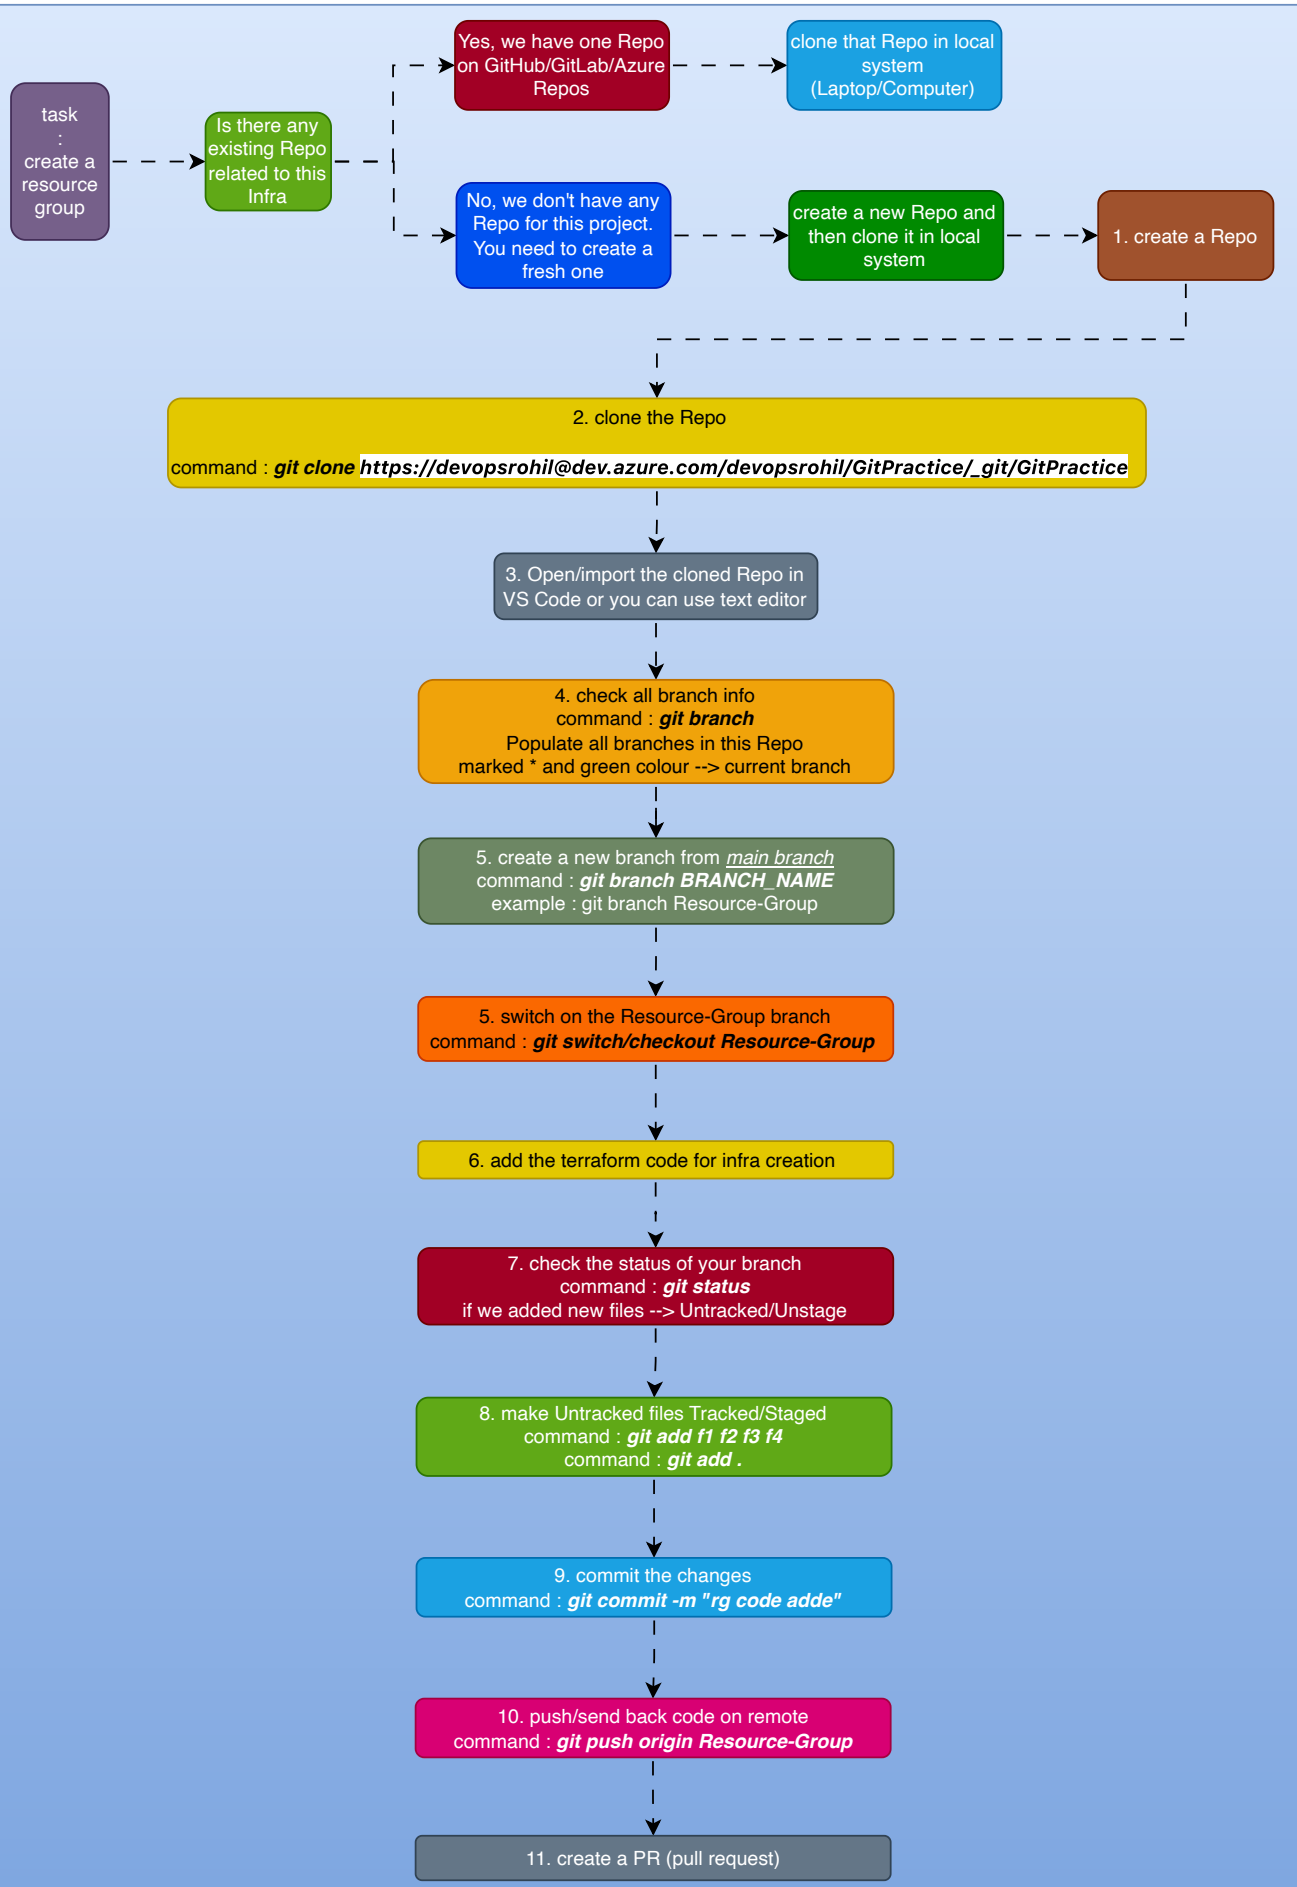 task
:
create a
resource
group
Is there any
existing Repo
related to this
Infra
Yes, we have one Repo
on GitHub/GitLab/Azure
Repos
clone that Repo in local
system
(Laptop/Computer)
No, we don't have any
Repo for this project.
You need to create a
fresh one
create a new Repo and
then clone it in local
system
1. create a Repo
2. clone the Repo
command : git clone https://devopsrohil@dev.azure.com/devopsrohil/GitPractice/_git/GitPractice
3. Open/import the cloned Repo in
VS Code or you can use text editor
4. check all branch info
command : git branch
Populate all branches in this Repo
marked * and green colour --> current branch
5. create a new branch from main branch
command : git branch BRANCH_NAME
example : git branch Resource-Group
5. switch on the Resource-Group branch
command : git switch/checkout Resource-Group
6. add the terraform code for infra creation
7. check the status of your branch
command : git status
if we added new files --> Untracked/Unstage
8. make Untracked files Tracked/Staged
command : git add f1 f2 f3 f4
command : git add .
9. commit the changes
command : git commit -m "rg code adde"
10. push/send back code on remote
command : git push origin Resource-Group
11. create a PR (pull request)